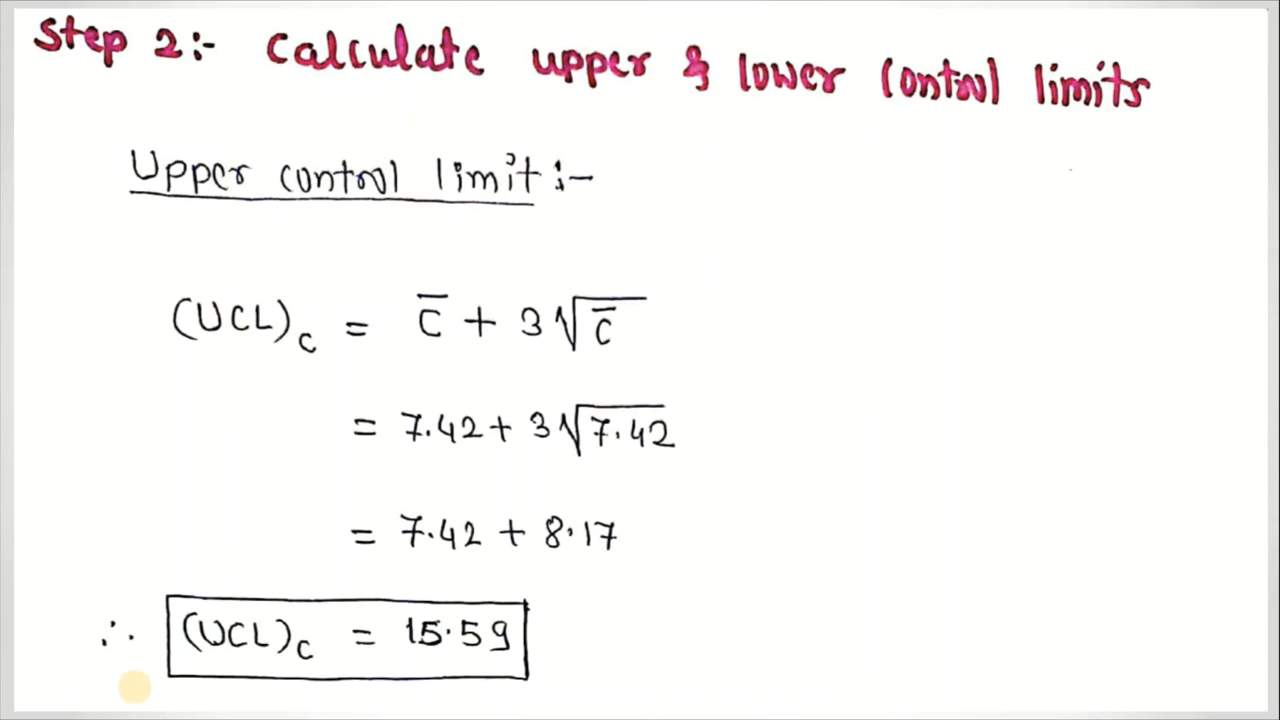 Step 2:- Calculate upper & lower control limits
Upper control limit :-
(UCL)c = c̅ + 3√c̅
= 7.42 + 3√7.42
= 7.42 + 8.17
∴ (UCL)c = 15.59